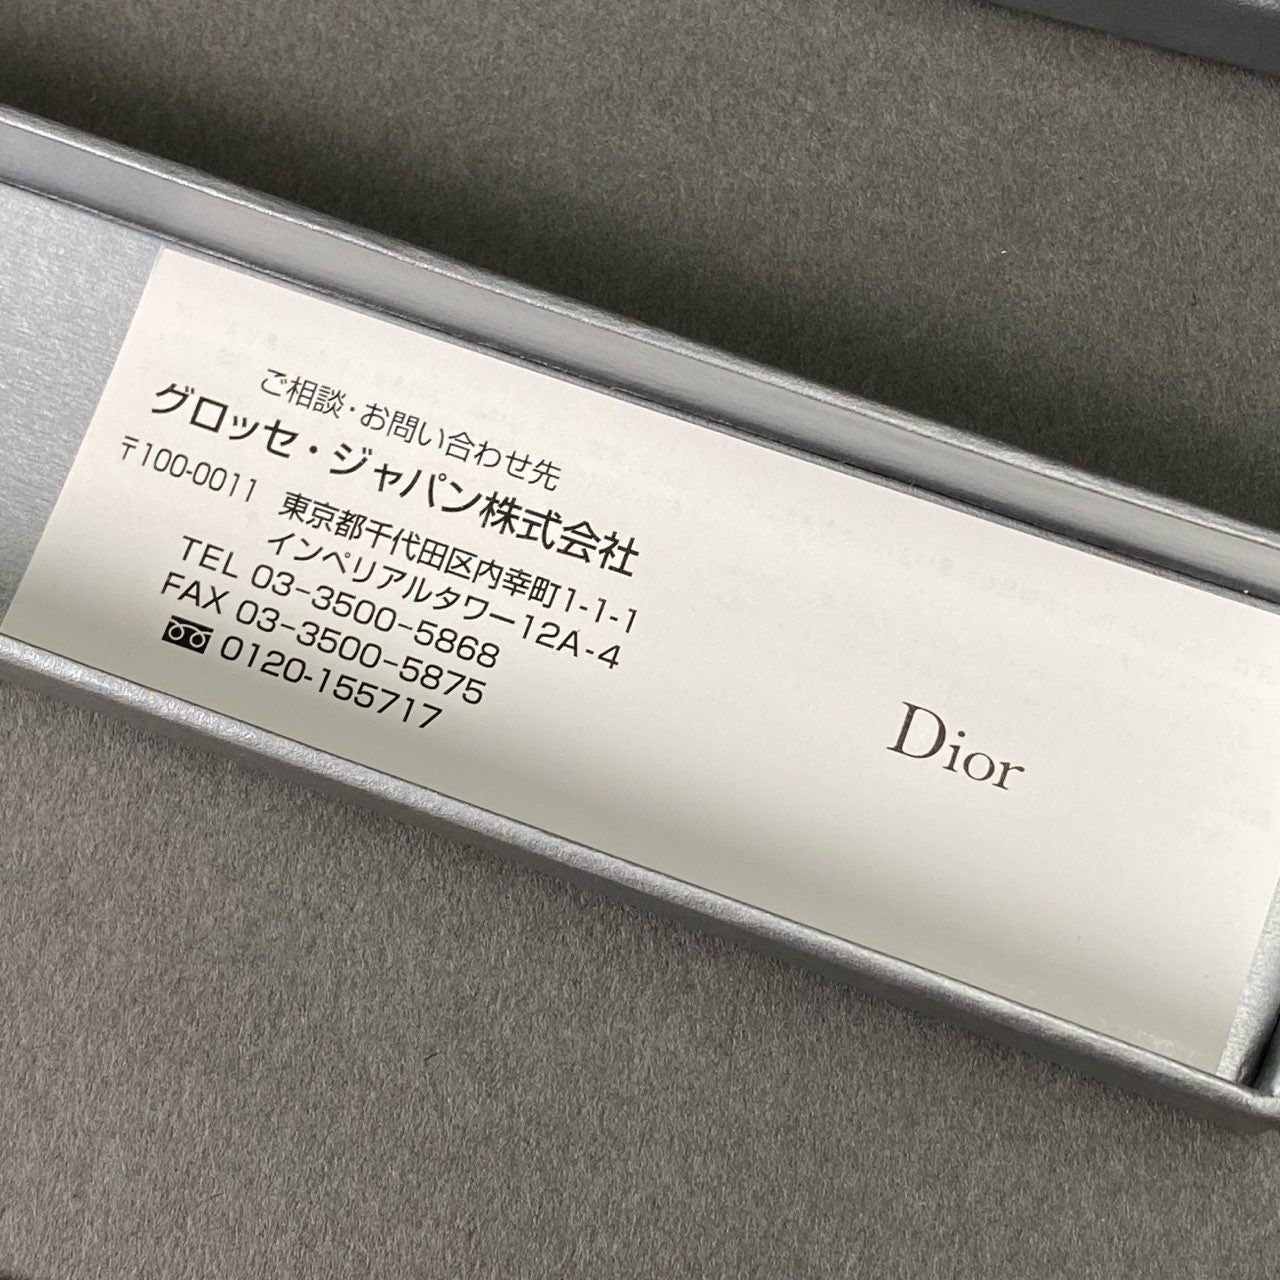 ご相談・お問い合わせ先
グロッセ・ジャパン株式会社
〒100-0011 東京都千代田区内幸町1-1-1
インペリアルタワー12A-4
TEL 03-3500-5868
FAX 03-3500-5875
0120-155717
Dior